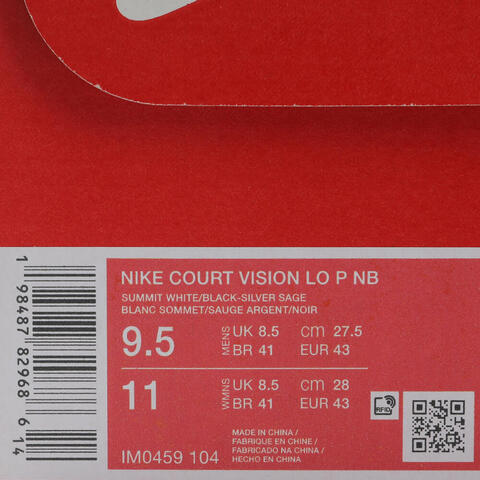 NIKE COURT VISION LO P NB
SUMMIT WHITE/BLACK-SILVER SAGE
BLANC SOMMET/SAUGE ARGENT/NOIR
9.5 MENS UK 8.5 cm 27.5
BR 41 EUR 43
11 WMNS UK 8.5 cm 28
BR 41 EUR 43
RFID
MADE IN CHINA /
FABRIQUE EN CHINE /
FABRICADO NA CHINA /
HECHO EN CHINA
IM0459 104
1 98487 82968 6 14